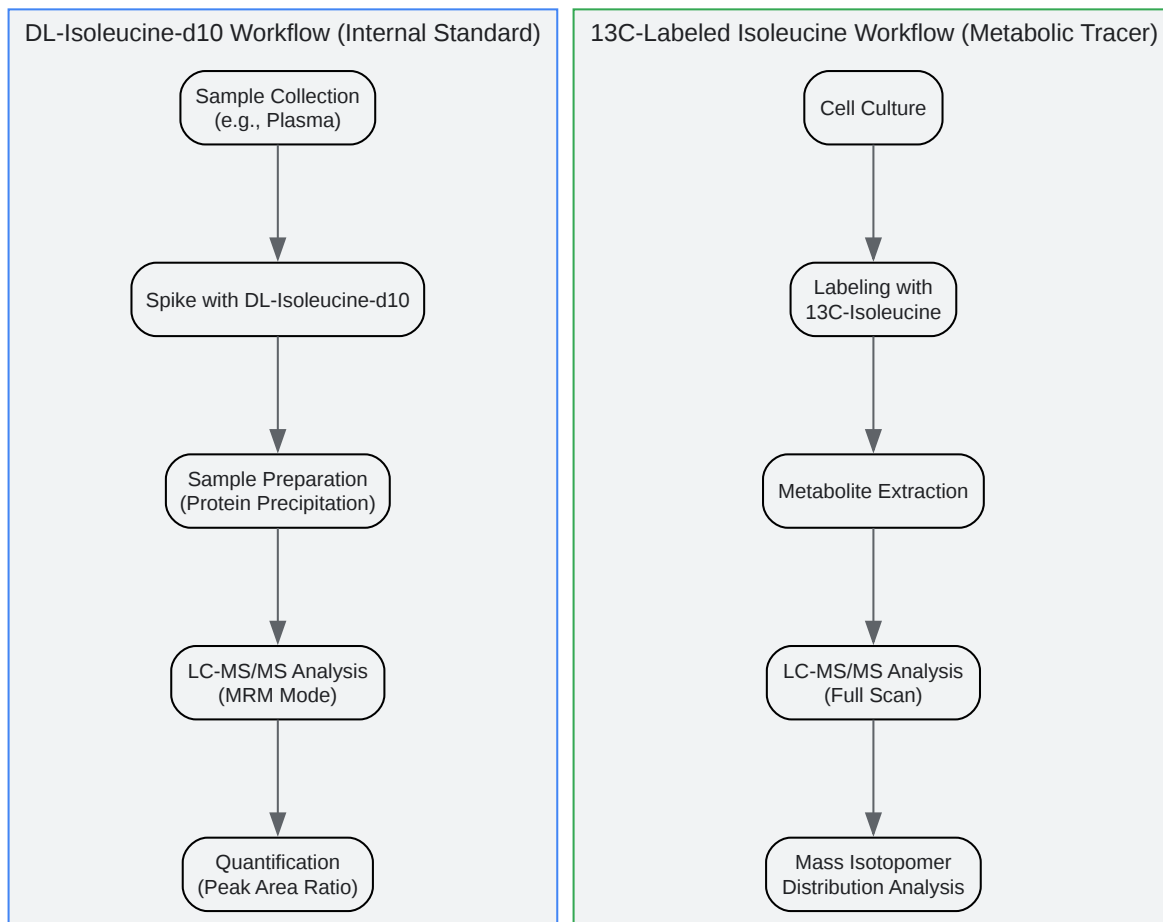 DL-Isoleucine-d10 Workflow (Internal Standard)
Sample Collection
(e.g., Plasma)
Spike with DL-Isoleucine-d10
Sample Preparation
(Protein Precipitation)
LC-MS/MS Analysis
(MRM Mode)
Quantification
(Peak Area Ratio)
13C-Labeled Isoleucine Workflow (Metabolic Tracer)
Cell Culture
Labeling with
13C-Isoleucine
Metabolite Extraction
LC-MS/MS Analysis
(Full Scan)
Mass Isotopomer
Distribution Analysis